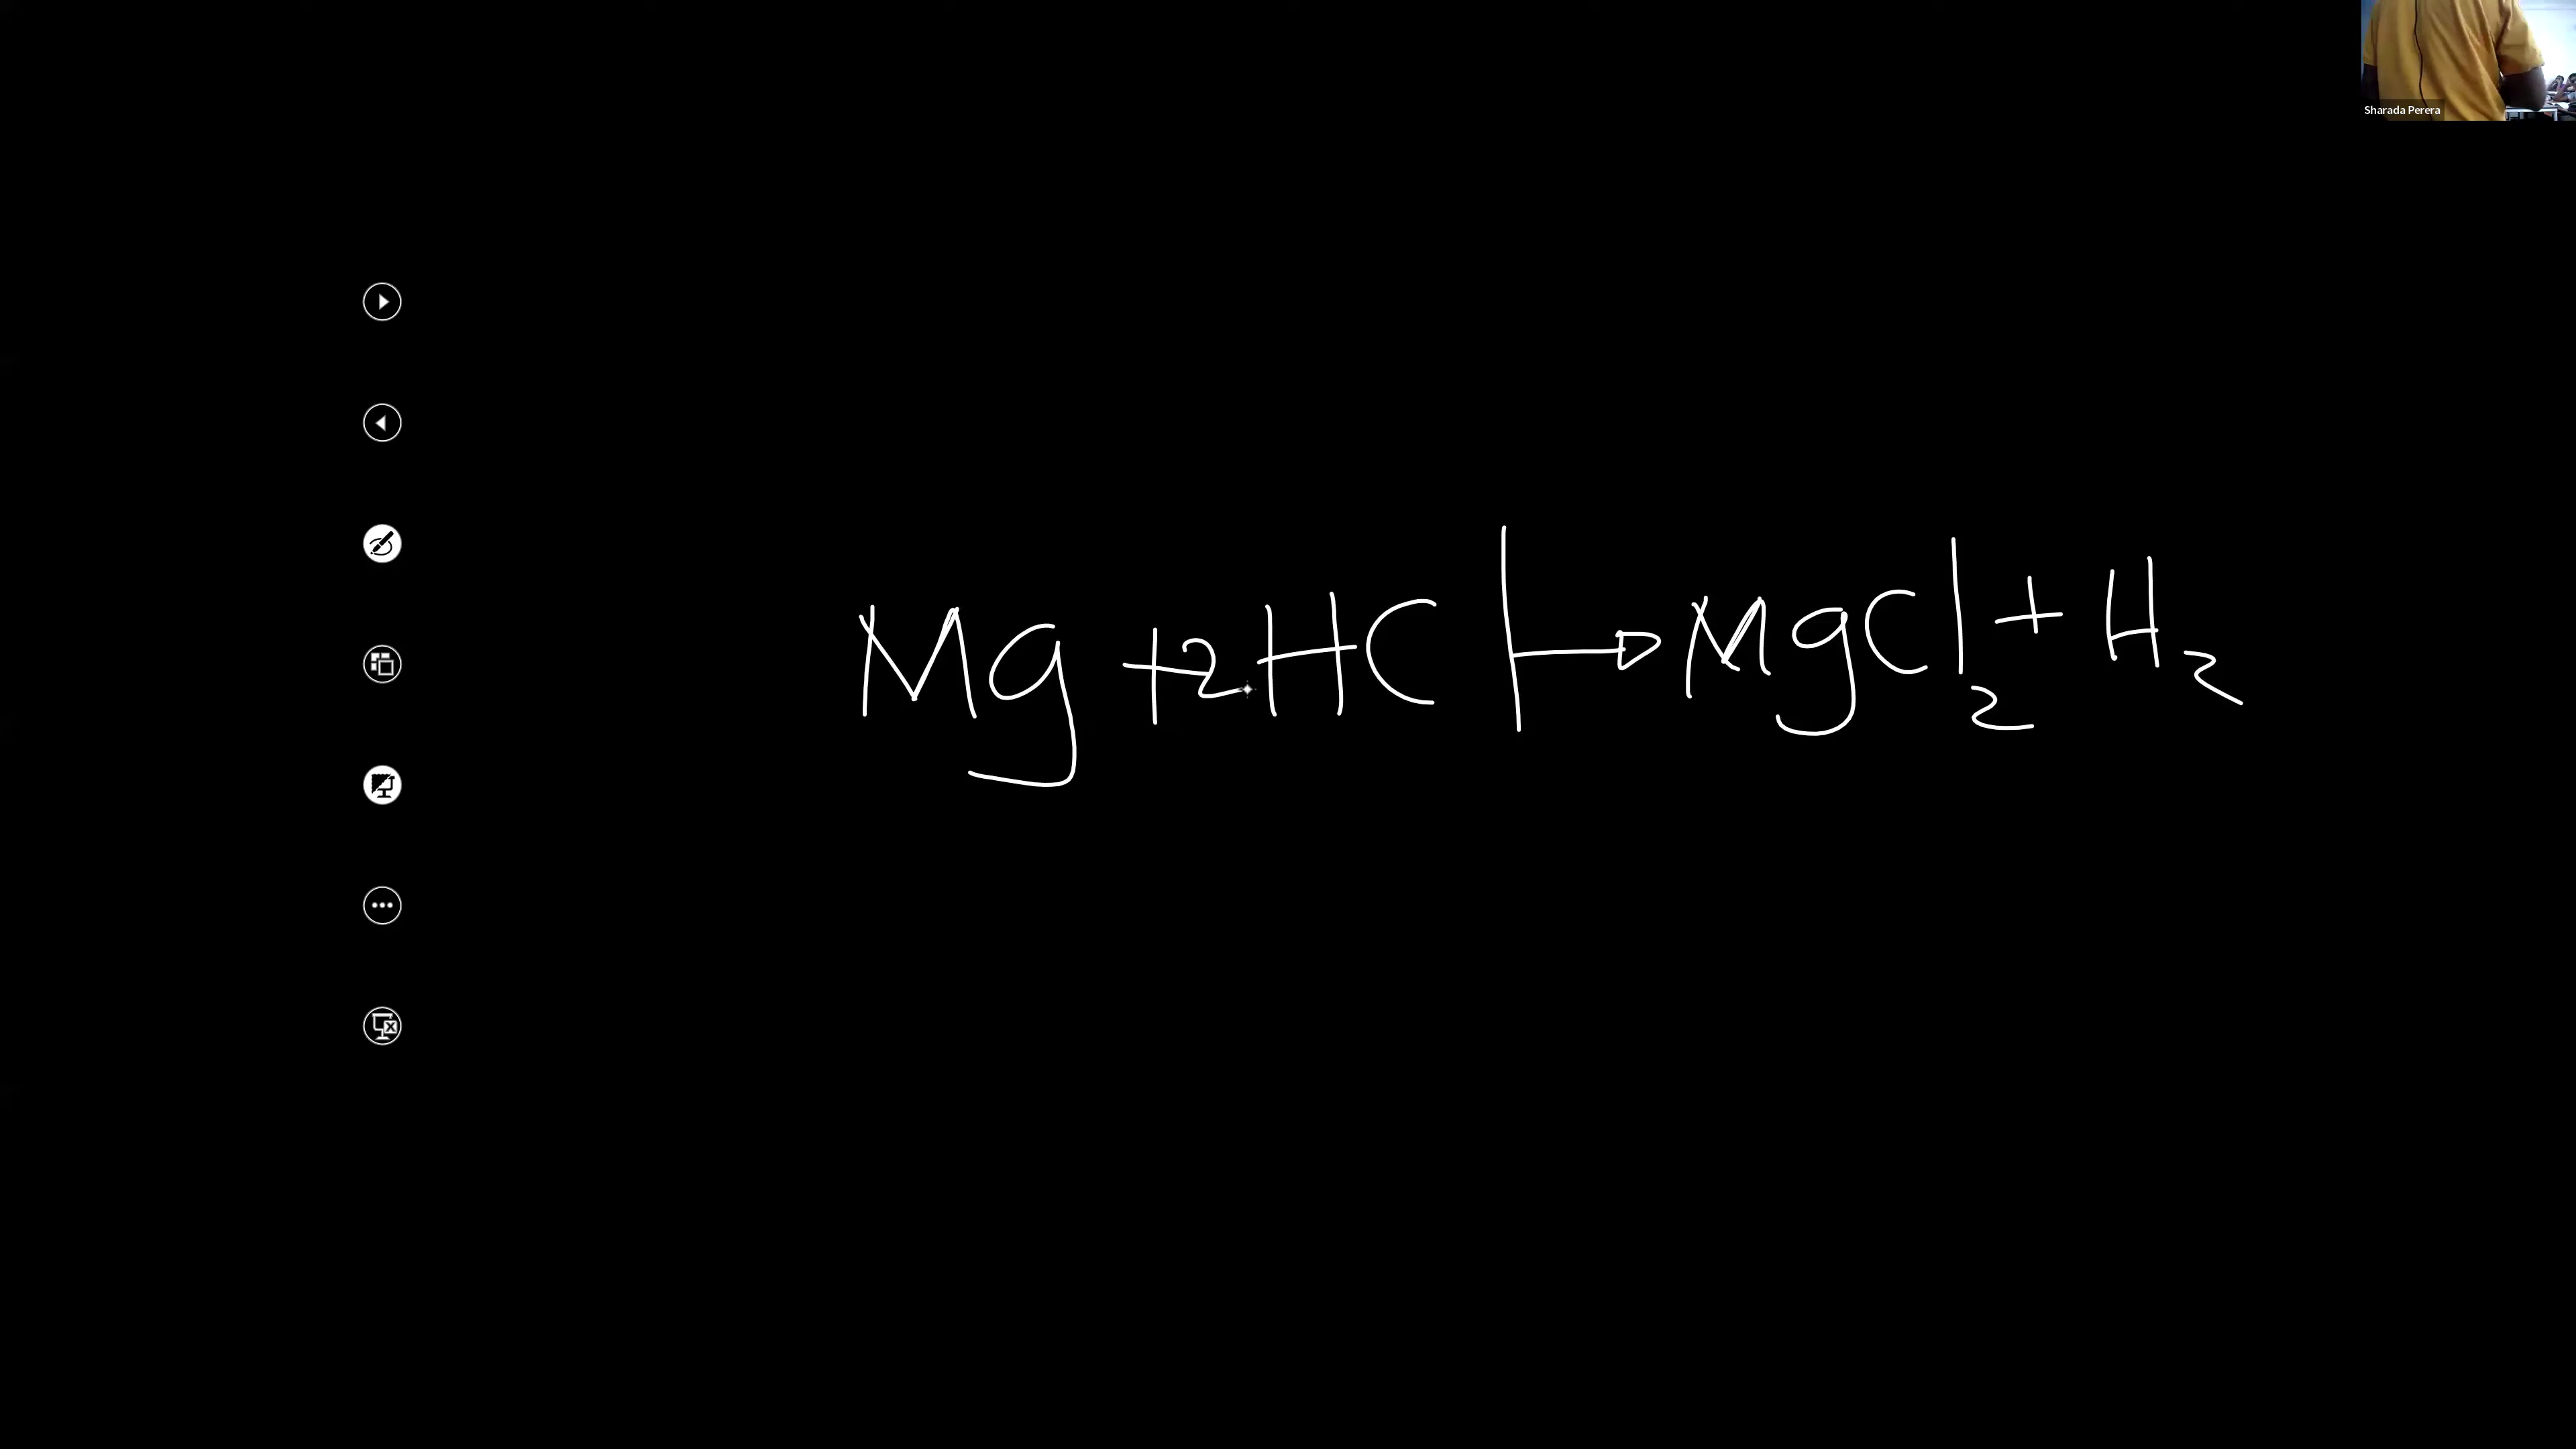 Sharada Perera
Mg + 2HCl → MgCl₂ + H₂